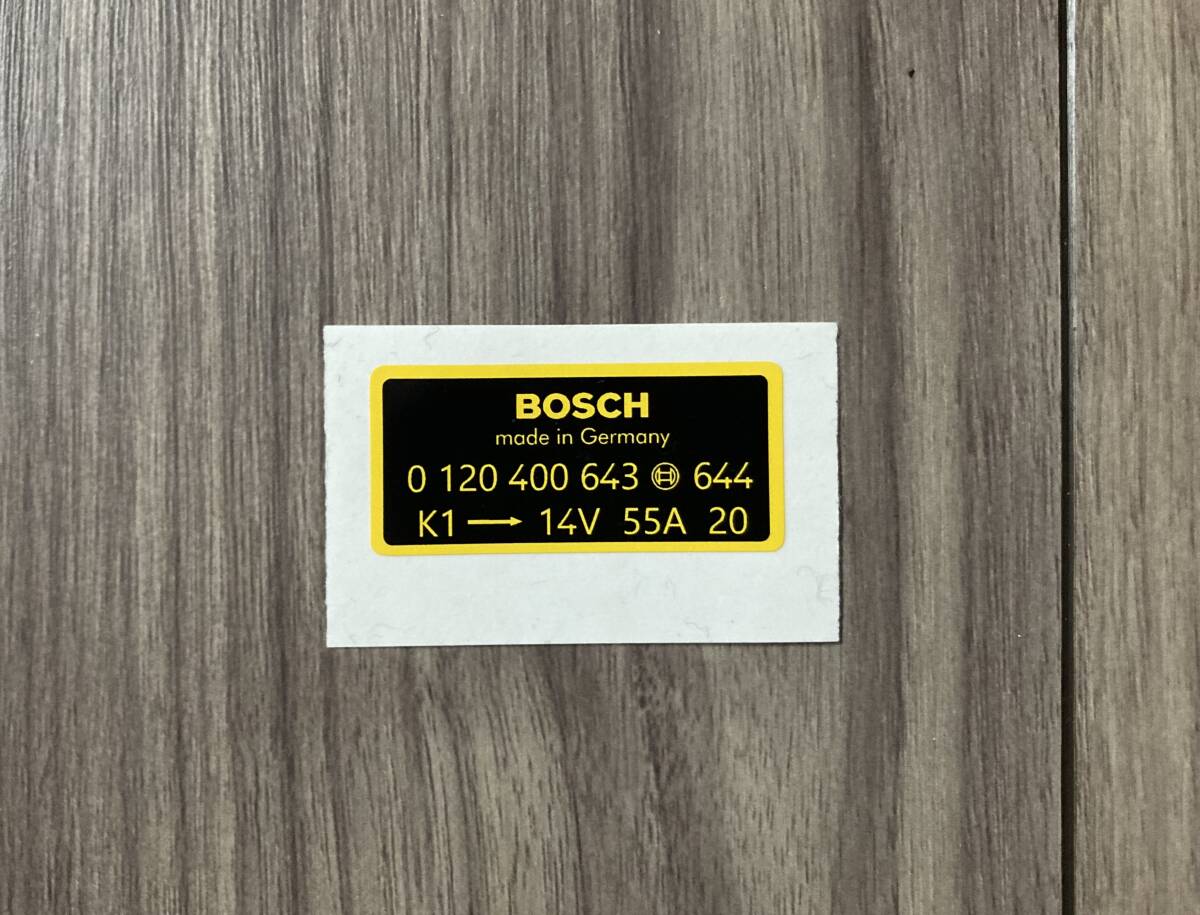 BOSCH
made in Germany
0 120 400 643 644
K1 → 14V 55A 20